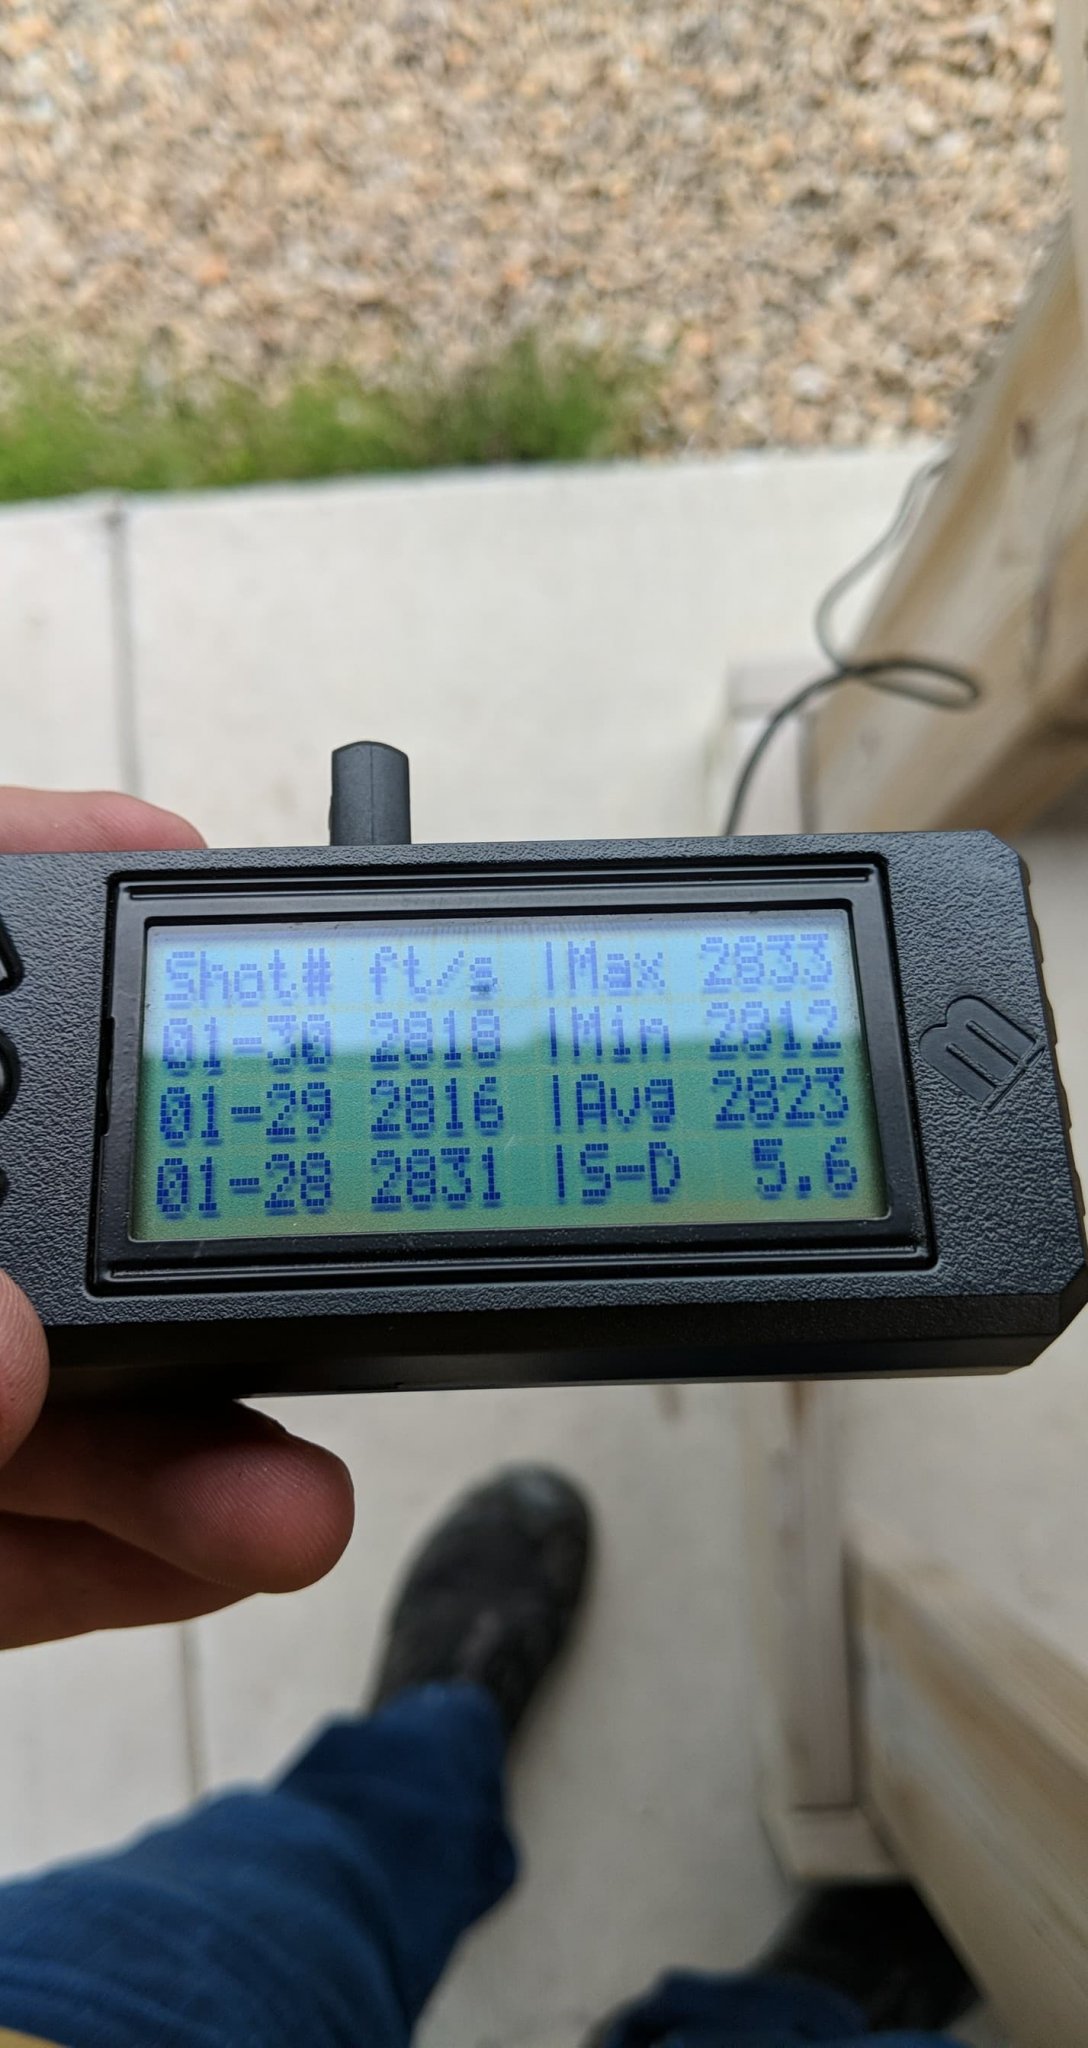 Shot# ft/s |Max 2833
01-30 2818 |Min 2812
01-29 2816 |Avg 2823
01-28 2831 |S-D 5.6
m